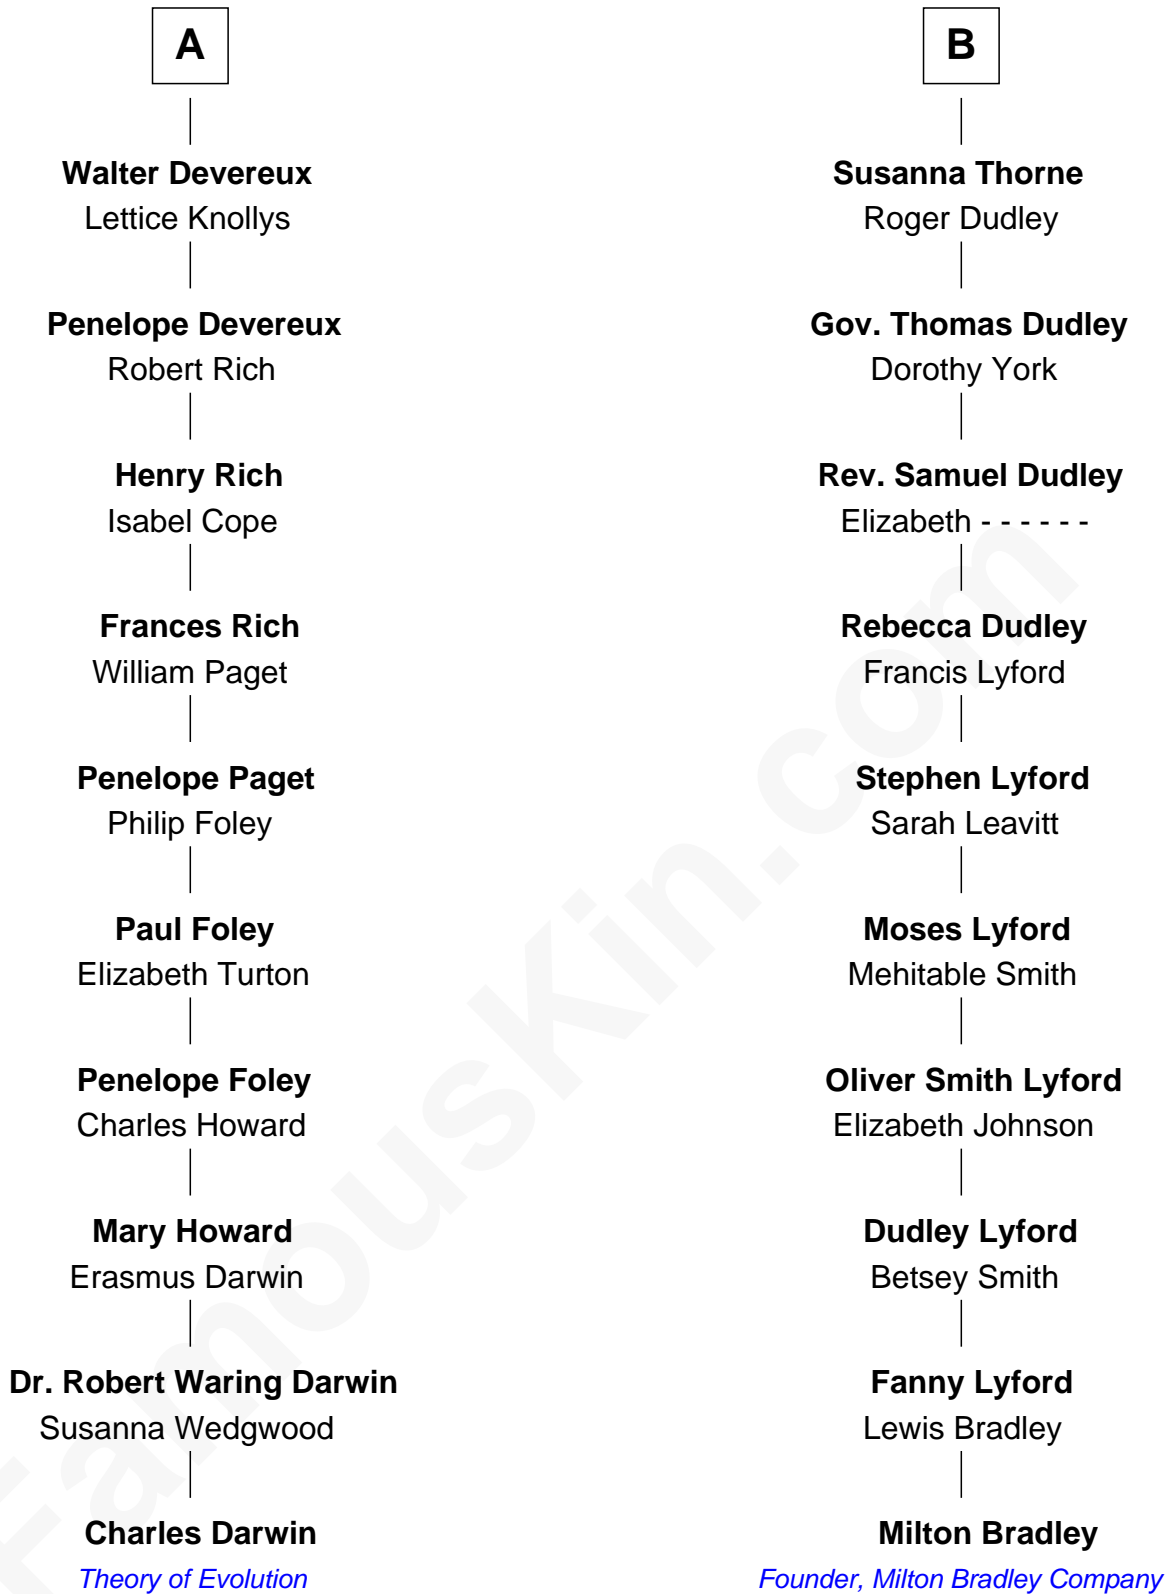 A
Walter Devereux
Lettice Knollys
Penelope Devereux
Robert Rich
Henry Rich
Isabel Cope
Frances Rich
William Paget
Penelope Paget
Philip Foley
Paul Foley
Elizabeth Turton
Penelope Foley
Charles Howard
Mary Howard
Erasmus Darwin
Dr. Robert Waring Darwin
Susanna Wedgwood
Charles Darwin
Theory of Evolution
B
Susanna Thorne
Roger Dudley
Gov. Thomas Dudley
Dorothy York
Rev. Samuel Dudley
Elizabeth - - - - - -
Rebecca Dudley
Francis Lyford
Stephen Lyford
Sarah Leavitt
Moses Lyford
Mehitable Smith
Oliver Smith Lyford
Elizabeth Johnson
Dudley Lyford
Betsey Smith
Fanny Lyford
Lewis Bradley
Milton Bradley
Founder, Milton Bradley Company
FamousKin.com